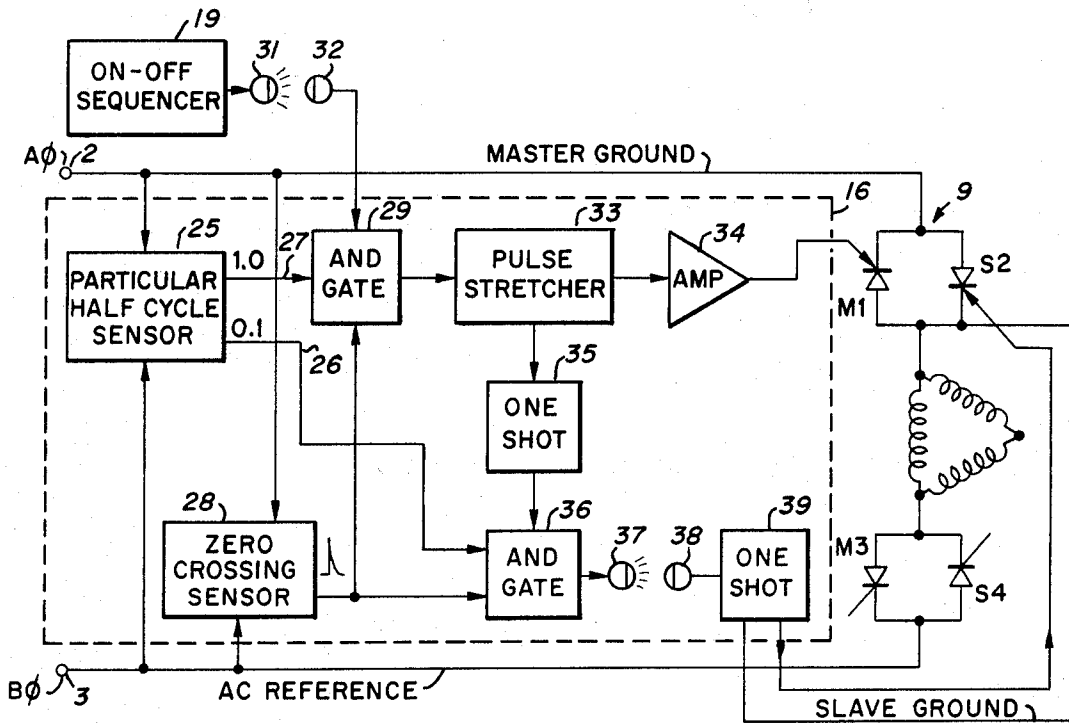 19
ON-OFF
SEQUENCER
31
32
AØ
2
MASTER GROUND
9
16
25
PARTICULAR
HALF CYCLE
SENSOR
1.0
27
0.1
26
29
AND
GATE
33
PULSE
STRETCHER
34
AMP
M1
S2
35
ONE
SHOT
28
ZERO
CROSSING
SENSOR
36
AND
GATE
37
38
39
ONE
SHOT
M3
S4
BØ
3
AC REFERENCE
SLAVE GROUND